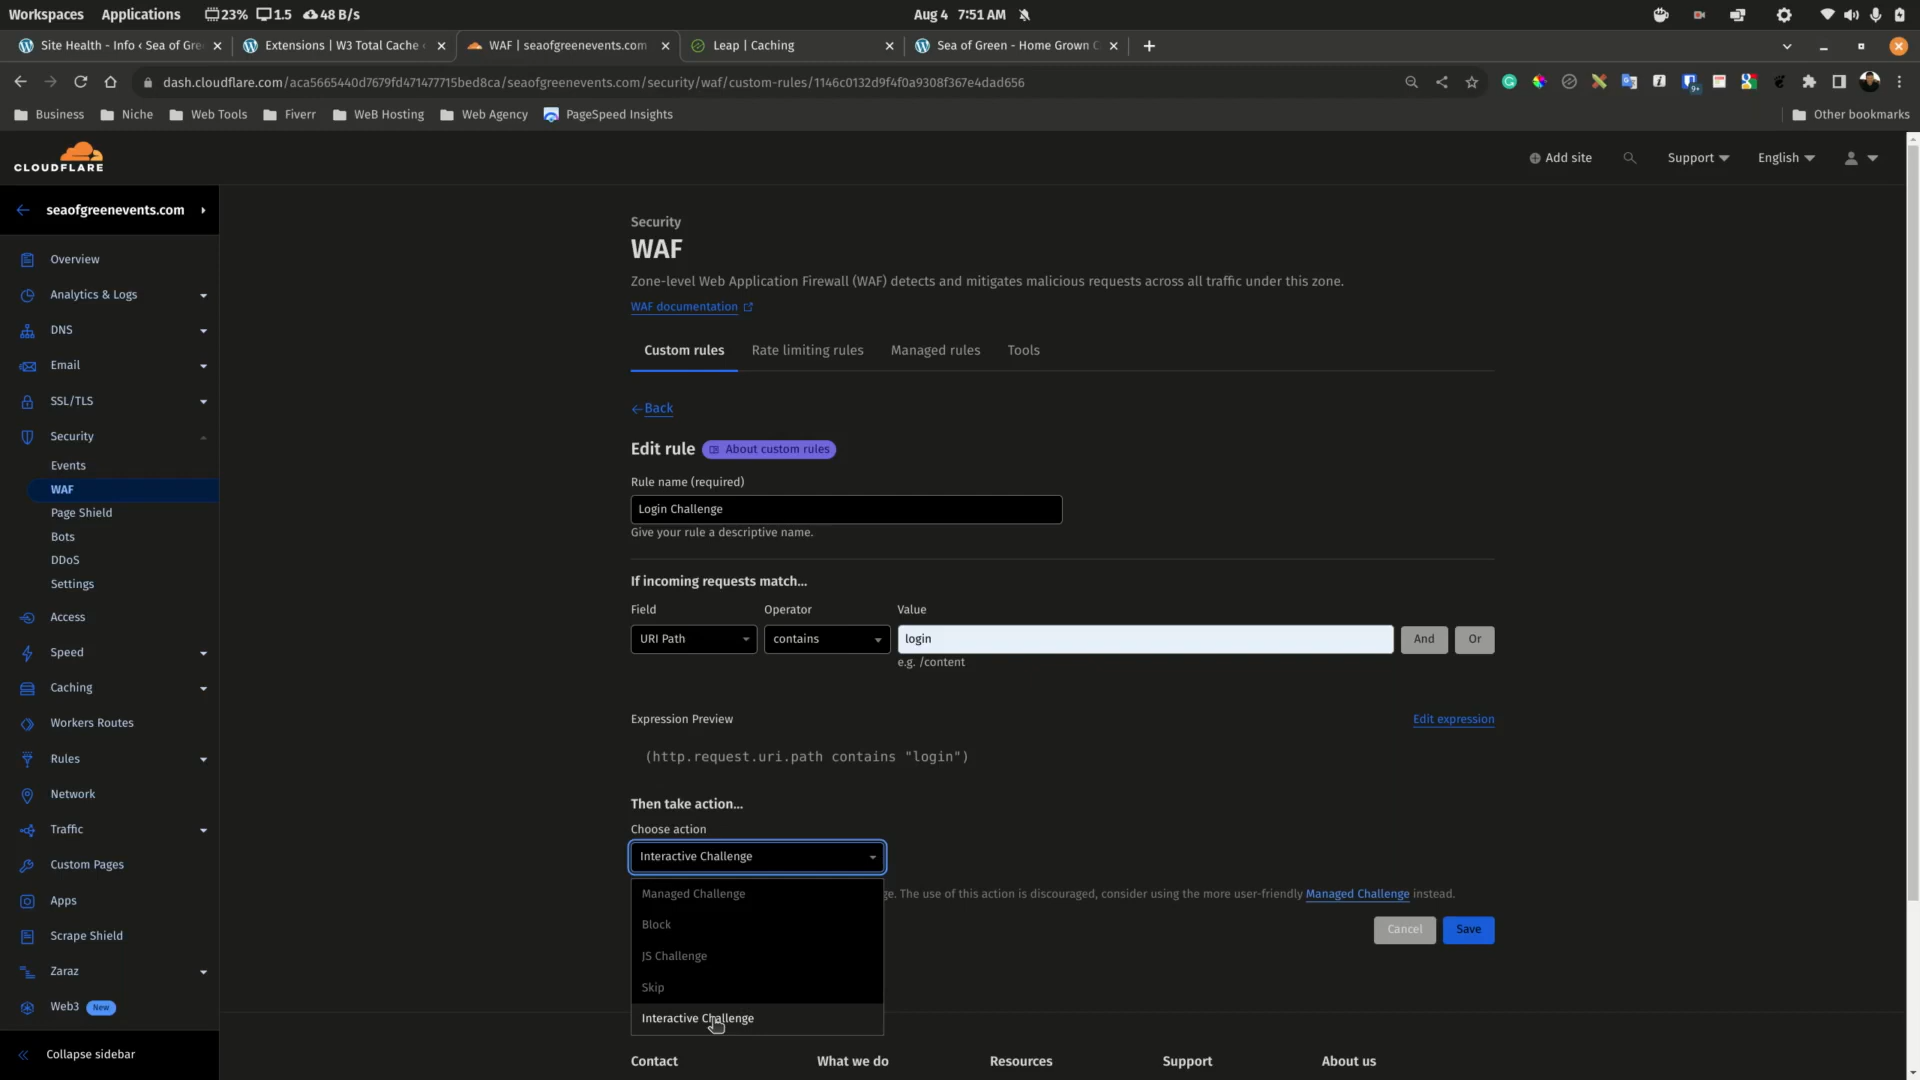 Workspaces Applications 23% 1.5 48 B/s Aug 4 7:51 AM
Site Health - Info ‹ Sea of Gre Extensions | W3 Total Cache ‹ WAF | seaofgreenevents.com Leap | Caching Sea of Green - Home Grown C
dash.cloudflare.com/aca5665440d7679fd471477715bed8ca/seaofgreenevents.com/security/waf/custom-rules/1146c0132d9f4f0a9308f367e4dad656
Business Niche Web Tools Fiverr WeB Hosting Web Agency PageSpeed Insights Other bookmarks
CLOUDFLARE
Add site Support English
seaofgreenevents.com
Overview
Analytics & Logs
DNS
Email
SSL/TLS
Security
Events
WAF
Page Shield
Bots
DDoS
Settings
Access
Speed
Caching
Workers Routes
Rules
Network
Traffic
Custom Pages
Apps
Scrape Shield
Zaraz
Web3 New
Collapse sidebar
Security
WAF
Zone-level Web Application Firewall (WAF) detects and mitigates malicious requests across all traffic under this zone.
WAF documentation
Custom rules Rate limiting rules Managed rules Tools
Back
Edit rule About custom rules
Rule name (required)
Login Challenge
Give your rule a descriptive name.
If incoming requests match...
Field Operator Value
URI Path contains login And Or
e.g. /content
Expression Preview Edit expression
(http.request.uri.path contains "login")
Then take action...
Choose action
Interactive Challenge
Managed Challenge
ge. The use of this action is discouraged, consider using the more user-friendly Managed Challenge instead.
Block
Cancel Save
JS Challenge
Skip
Interactive Challenge
Contact What we do Resources Support About us